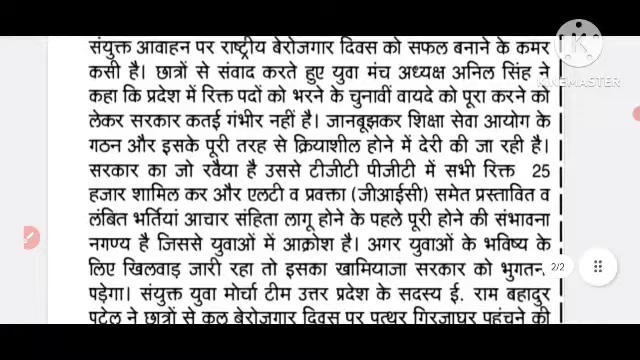 संयुक्त आवाहन पर राष्ट्रीय बेरोजगार दिवस को सफल बनाने के कमर
कसी है। छात्रों से संवाद करते हुए युवा मंच अध्यक्ष अनिल सिंह ने
कहा कि प्रदेश में रिक्त पदों को भरने के चुनावीं वायदे को पूरा करने को
लेकर सरकार कतई गंभीर नहीं है। जानबूझकर शिक्षा सेवा आयोग के
गठन और इसके पूरी तरह से क्रियाशील होने में देरी की जा रही है।
सरकार का जो रवैया है उससे टीजीटी पीजीटी में सभी रिक्त 25
हजार शामिल कर और एलटी व प्रवक्ता (जीआईसी) समेत प्रस्तावित व
लंबित भर्तियां आचार संहिता लागू होने के पहले पूरी होने की संभावना
नगण्य है जिससे युवाओं में आक्रोश है। अगर युवाओं के भविष्य के
लिए खिलवाड़ जारी रहा तो इसका खामियाजा सरकार को भुगतन
पड़ेगा। संयुक्त युवा मोर्चा टीम उत्तर प्रदेश के सदस्य ई. राम बहादुर
पटेल ने छात्रों से कल बेरोजगार दिवस पर पत्थर गिरजाघर पहुंचने की
KINEMASTER
2/2